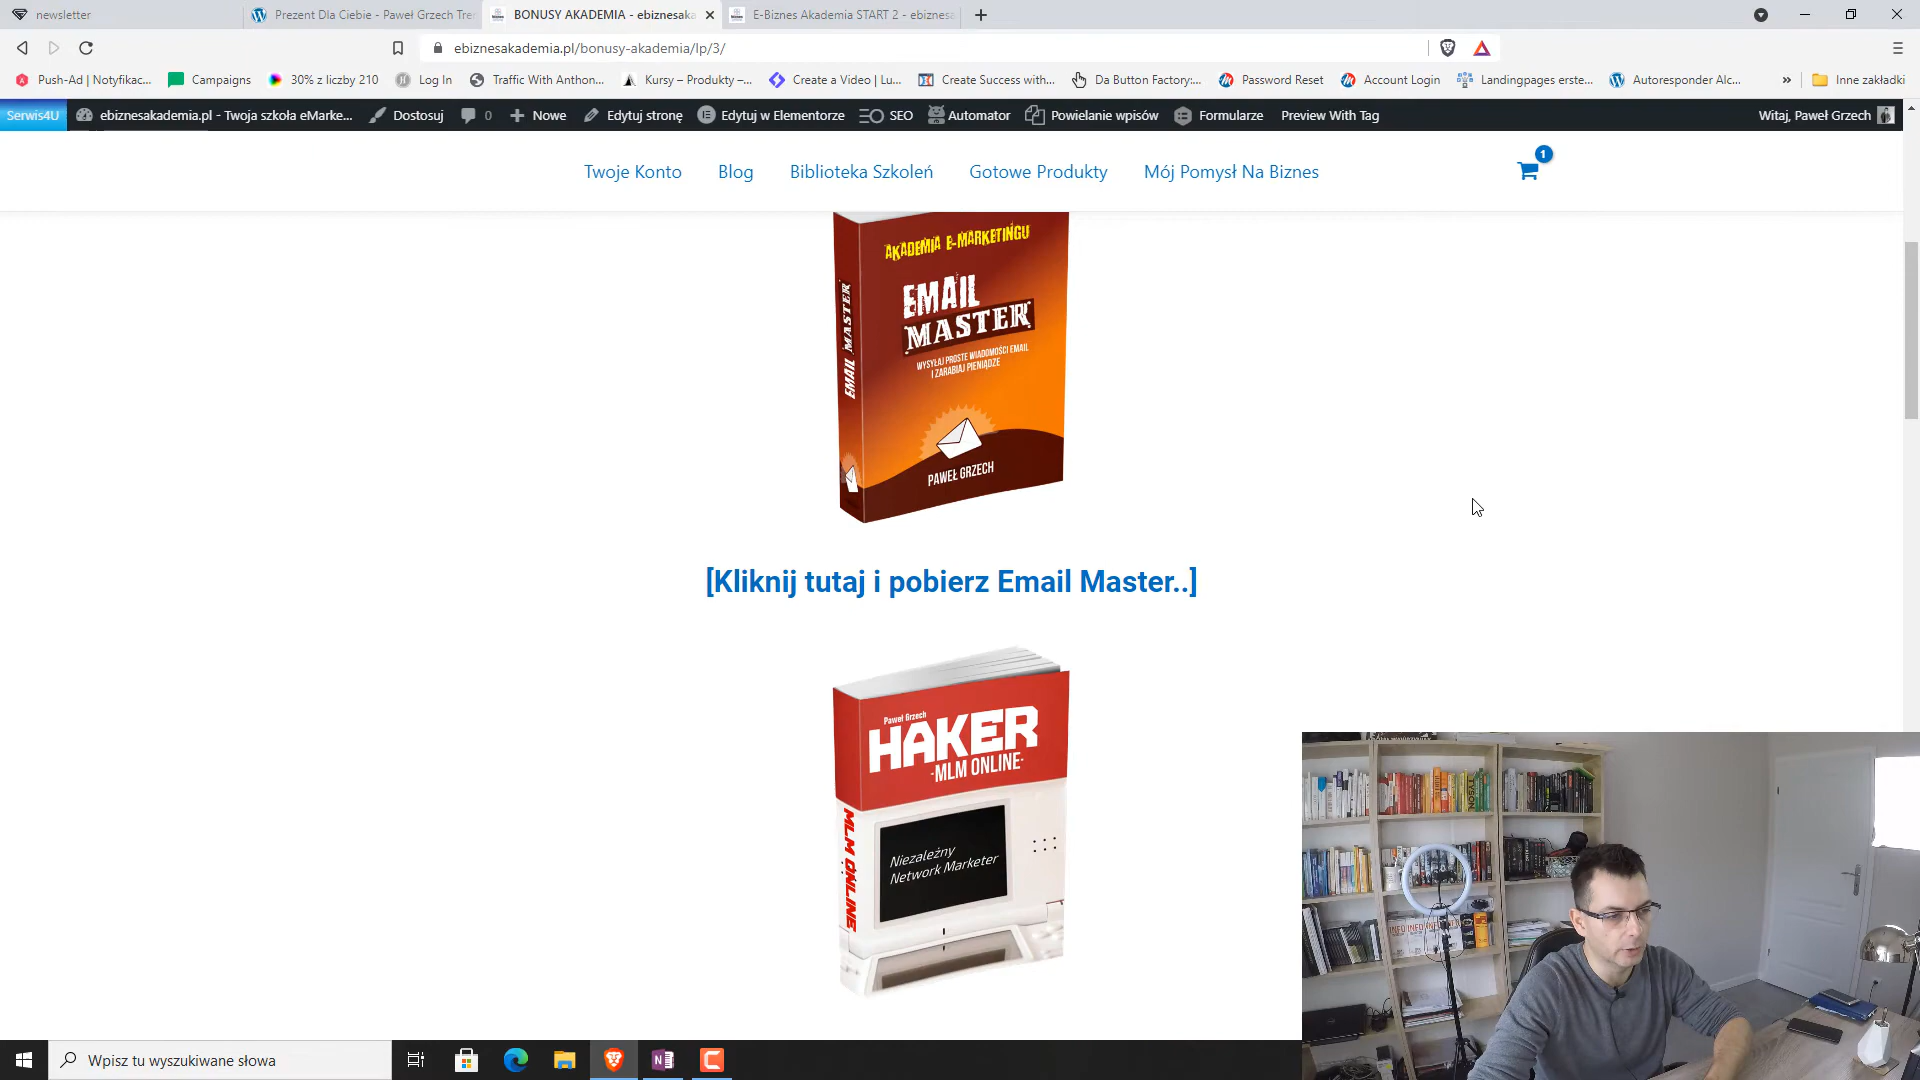 newsletter
Prezent Dla Ciebie - Paweł Grzech Tre
BONUSY AKADEMIA - ebiznesaka
E-Biznes Akademia START 2 - ebiznes
ebiznesakademia.pl/bonusy-akademia/lp/3/
Push-Ad | Notyfikac...
Campaigns
30% z liczby 210
Log In
Traffic With Anthon...
Kursy – Produkty –...
Create a Video | Lu...
Create Success with...
Da Button Factory:...
Password Reset
Account Login
Landingpages erste...
Autoresponder Alc...
»
Inne zakładki
Serwis4U
ebiznesakademia.pl - Twoja szkoła eMarke...
Dostosuj
0
Nowe
Edytuj stronę
Edytuj w Elementorze
SEO
Automator
Powielanie wpisów
Formularze
Preview With Tag
Witaj, Paweł Grzech
Twoje Konto
Blog
Biblioteka Szkoleń
Gotowe Produkty
Mój Pomysł Na Biznes
1
AKADEMIA E-MARKETINGU
EMAIL
MASTER
WYSYŁAJ PROSTE WIADOMOŚCI EMAIL
I ZARABIAJ PIENIĄDZE
PAWEŁ GRZECH
EMAIL MASTER
[Kliknij tutaj i pobierz Email Master..]
Paweł Grzech
HAKER
-MLM ONLINE-
Niezależny
Network Marketer
MLM ONLINE
Wpisz tu wyszukiwane słowa